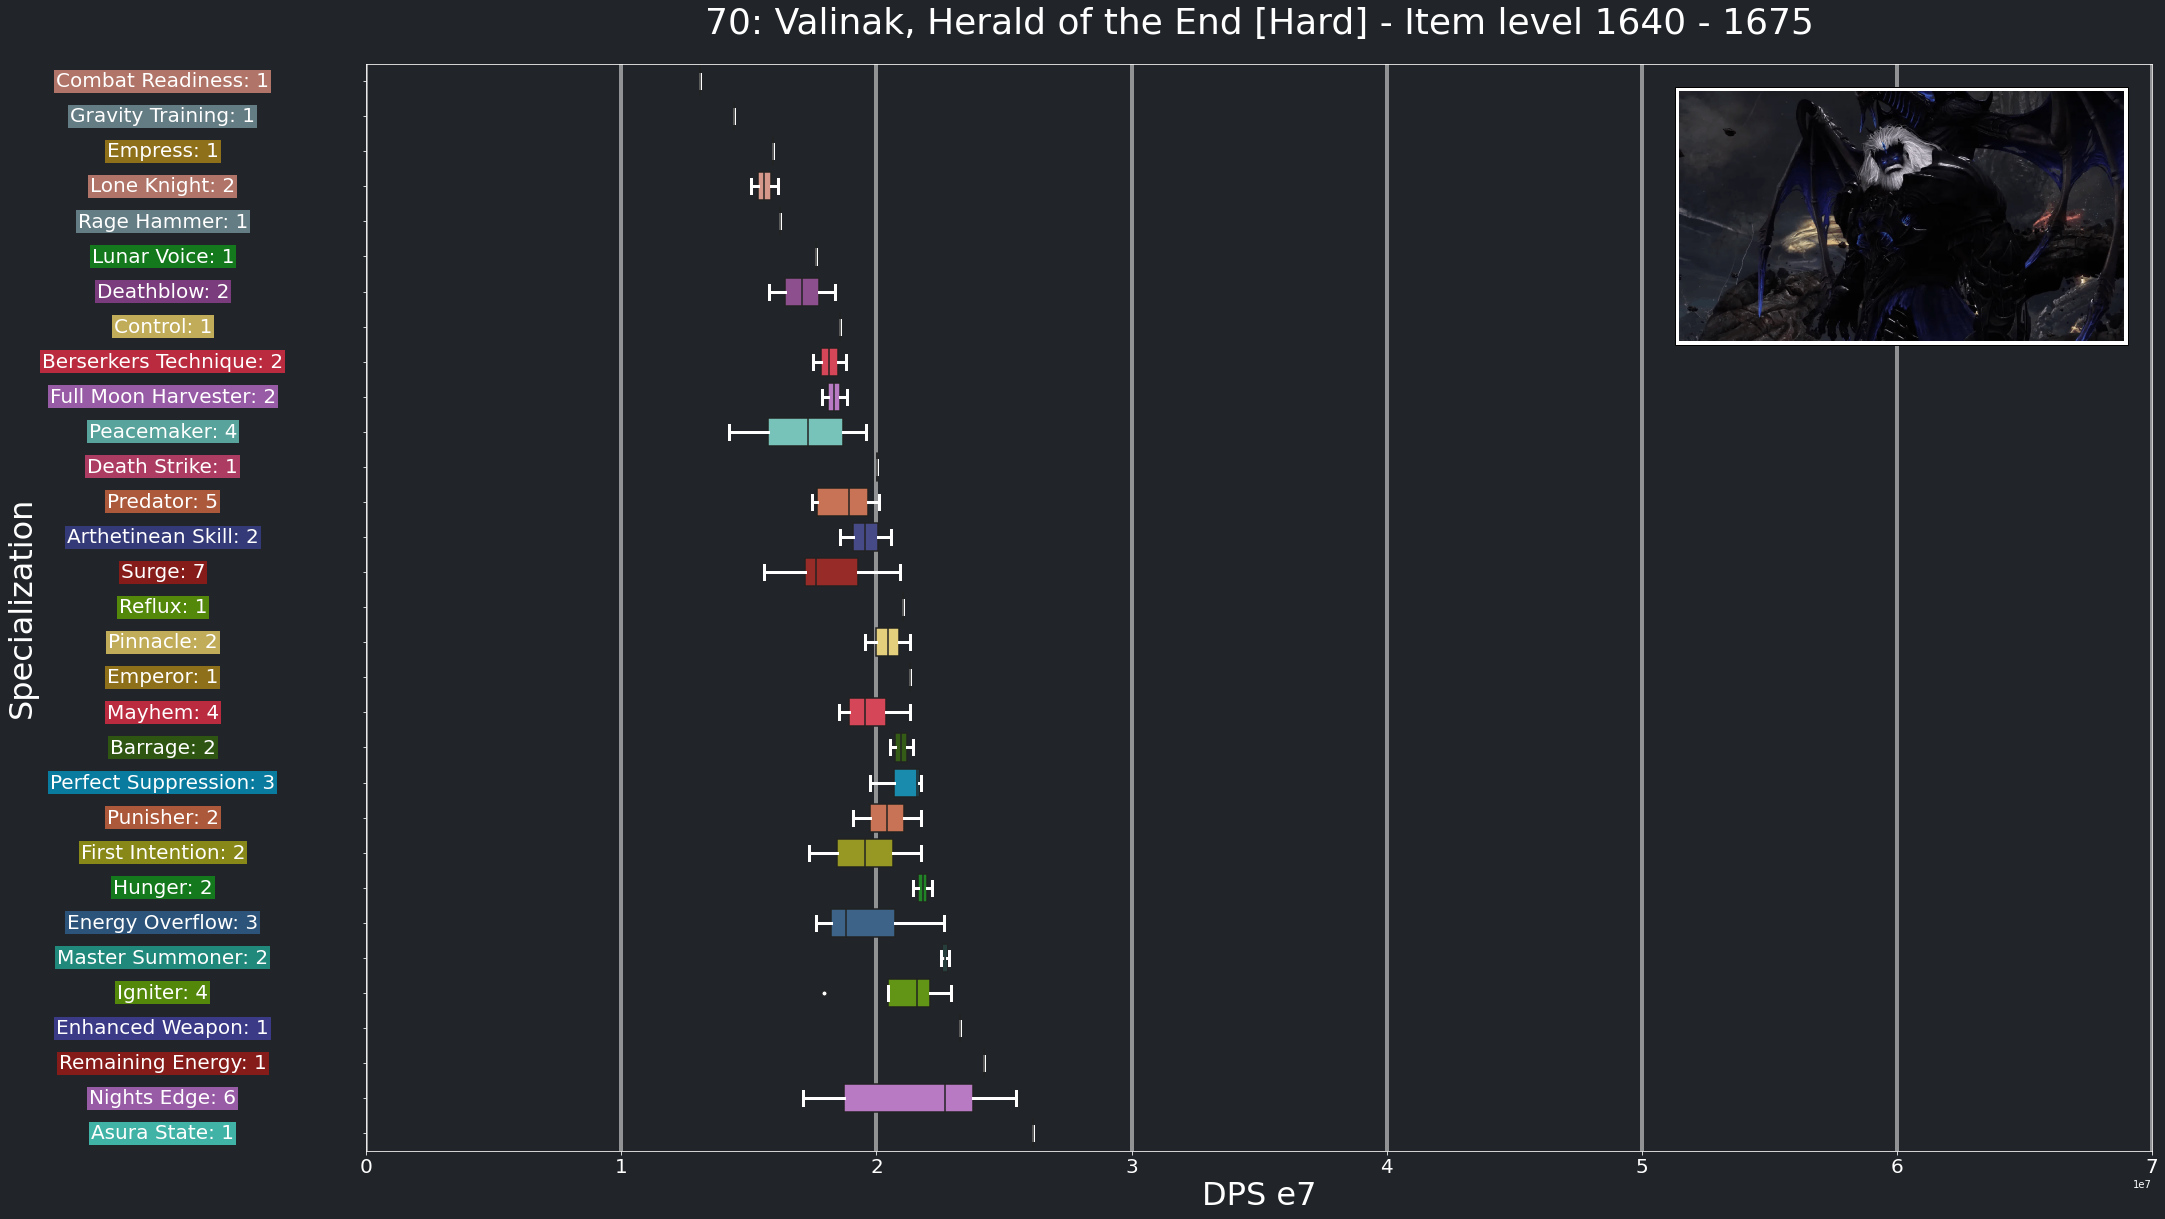 70: Valinak, Herald of the End [Hard] - Item level 1640 - 1675
Specialization
Combat Readiness: 1
Gravity Training: 1
Empress: 1
Lone Knight: 2
Rage Hammer: 1
Lunar Voice: 1
Deathblow: 2
Control: 1
Berserkers Technique: 2
Full Moon Harvester: 2
Peacemaker: 4
Death Strike: 1
Predator: 5
Arthetinean Skill: 2
Surge: 7
Reflux: 1
Pinnacle: 2
Emperor: 1
Mayhem: 4
Barrage: 2
Perfect Suppression: 3
Punisher: 2
First Intention: 2
Hunger: 2
Energy Overflow: 3
Master Summoner: 2
Igniter: 4
Enhanced Weapon: 1
Remaining Energy: 1
Nights Edge: 6
Asura State: 1
0 1 2 3 4 5 6 7
1e7
DPS e7